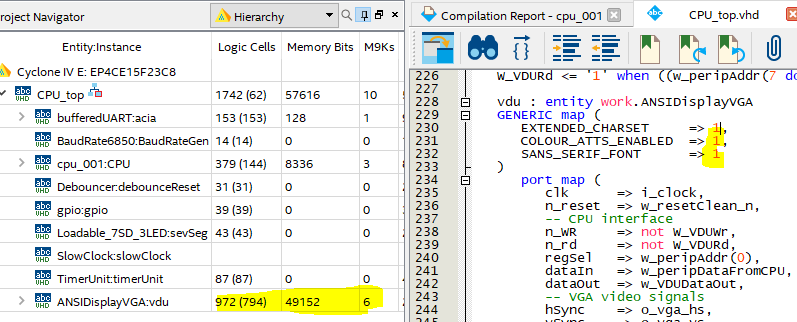 Project Navigator Hierarchy
Entity:Instance Logic Cells Memory Bits M9Ks
Cyclone IV E: EP4CE15F23C8
CPU_top 1742 (62) 57616 10
bufferedUART:acia 153 (153) 128 1
BaudRate6850:BaudRateGen 14 (14) 0 0
cpu_001:CPU 379 (144) 8336 3
Debouncer:debounceReset 31 (31) 0 0
gpio:gpio 39 (39) 0 0
Loadable_7SD_3LED:sevSeg 43 (43) 0 0
SlowClock:slowClock
TimerUnit:timerUnit 87 (87) 0 0
ANSIDisplayVGA:vdu 972 (794) 49152 6
Compilation Report - cpu_001 CPU_top.vhd
226 W_VDURd <= '1' when ((w_peripAddr(7 do
227
228 vdu : entity work.ANSIDisplayVGA
229 GENERIC map (
230 EXTENDED_CHARSET => 1,
231 COLOUR_ATTS_ENABLED => 1,
232 SANS_SERIF_FONT => 1
233 )
234 port map (
235 clk => i_clock,
236 n_reset => w_resetClean_n,
237 -- CPU interface
238 n_WR => not W_VDUWr,
239 n_rd => not W_VDURd,
240 regSel => w_peripAddr(0),
241 dataIn => w_peripDataFromCPU,
242 dataOut => w_VDUDataOut,
243 -- VGA video signals
244 hSync => o_vga_hs,